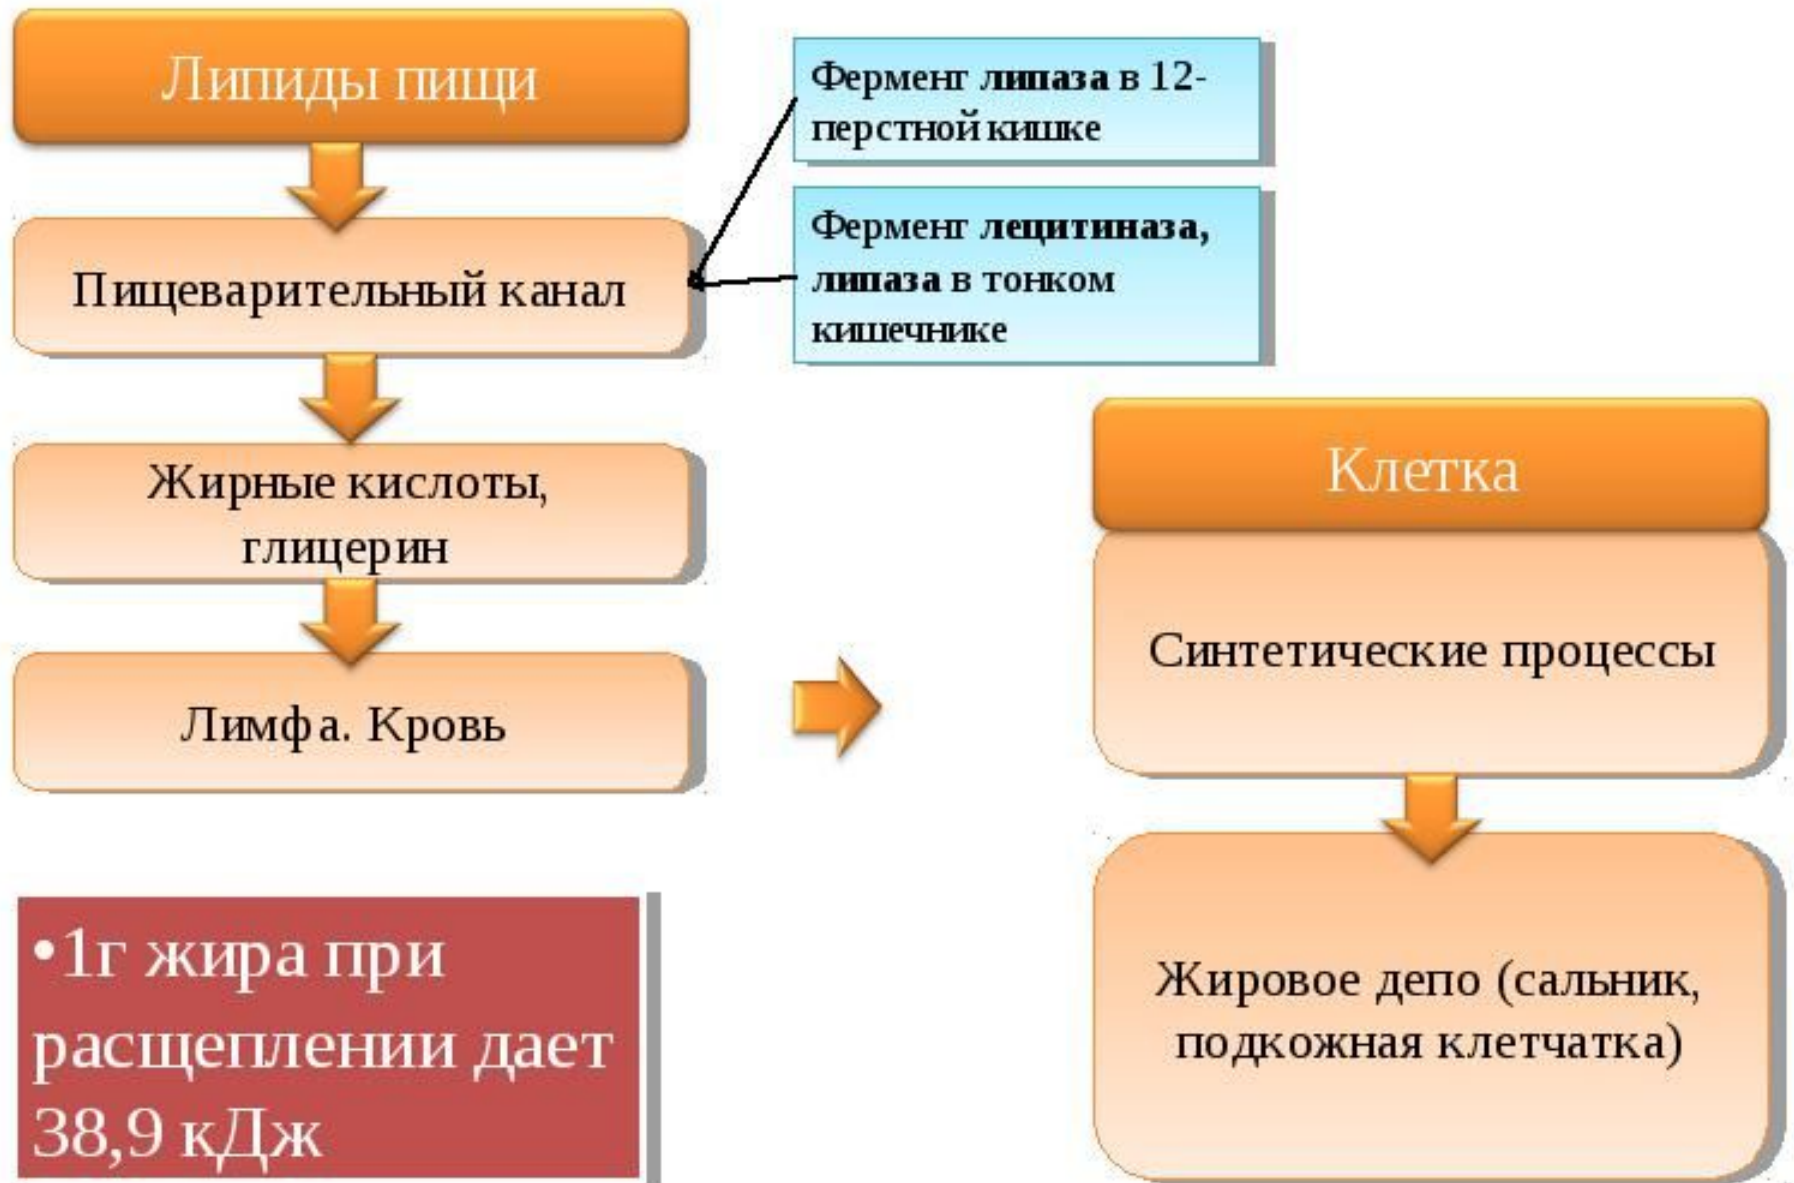 Липиды пищи
Фермент липаза в 12-
перстной кишке
Фермент лецитиназа,
липаза в тонком
кишечнике
Пищеварительный канал
Жирные кислоты,
глицерин
Лимфа. Кровь
Клетка
Синтетические процессы
Жировое депо (сальник,
подкожная клетчатка)
•1г жира при
расщеплении дает
38,9 кДж